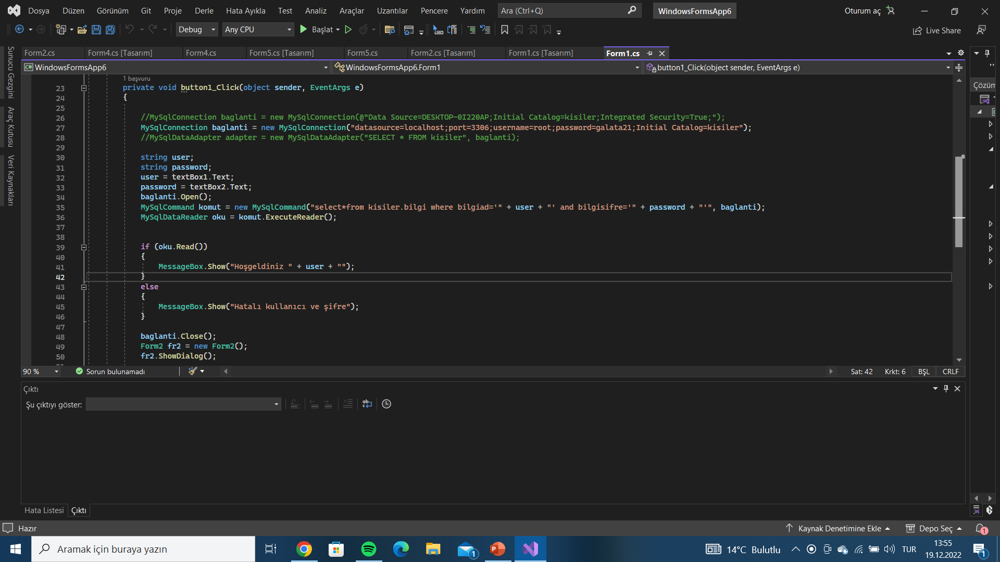 Dosya Düzen Görünüm Git Proje Derle Hata Ayıkla Test Analiz Araçlar Uzantılar Pencere Yardım Ara (Ctrl+Q) WindowsFormsApp6 Oturum aç
Debug Any CPU Başlat Live Share
Sunucu Gezgini
Araç Kutusu
Veri Kaynakları
Form2.cs Form4.cs [Tasarım] Form4.cs Form5.cs [Tasarım] Form5.cs Form2.cs [Tasarım] Form1.cs [Tasarım] Form1.cs
WindowsFormsApp6 WindowsFormsApp6.Form1 button1_Click(object sender, EventArgs e)
Çözüm
1 başvuru
23 private void button1_Click(object sender, EventArgs e)
24 {
25
26 //MySqlConnection baglanti = new MySqlConnection(@"Data Source=DESKTOP-0I220AP;Initial Catalog=kisiler;Integrated Security=True;");
27 MySqlConnection baglanti = new MySqlConnection("datasource=localhost;port=3306;username=root;password=galata21;Initial Catalog=kisiler");
28 //MySqlDataAdapter adapter = new MySqlDataAdapter("SELECT * FROM kisiler", baglanti);
29
30 string user;
31 string password;
32 user = textBox1.Text;
33 password = textBox2.Text;
34 baglanti.Open();
35 MySqlCommand komut = new MySqlCommand("select*from kisiler.bilgi where bilgiad='" + user + "' and bilgisifre='" + password + "'", baglanti);
36 MySqlDataReader oku = komut.ExecuteReader();
37
38
39 if (oku.Read())
40 {
41 MessageBox.Show("Hoşgeldiniz " + user + "");
42 }
43 else
44 {
45 MessageBox.Show("Hatalı kullanıcı ve şifre");
46 }
47
48 baglanti.Close();
49 Form2 fr2 = new Form2();
50 fr2.ShowDialog();
90 % Sorun bulunamadı Sat: 42 Krkt: 6 BŞL CRLF
Çıktı
Şu çıktıyı göster:
Hata Listesi Çıktı
Hazır Kaynak Denetimine Ekle Depo Seç 1
Aramak için buraya yazın 1 14°C Bulutlu TUR 13:55
19.12.2022 1